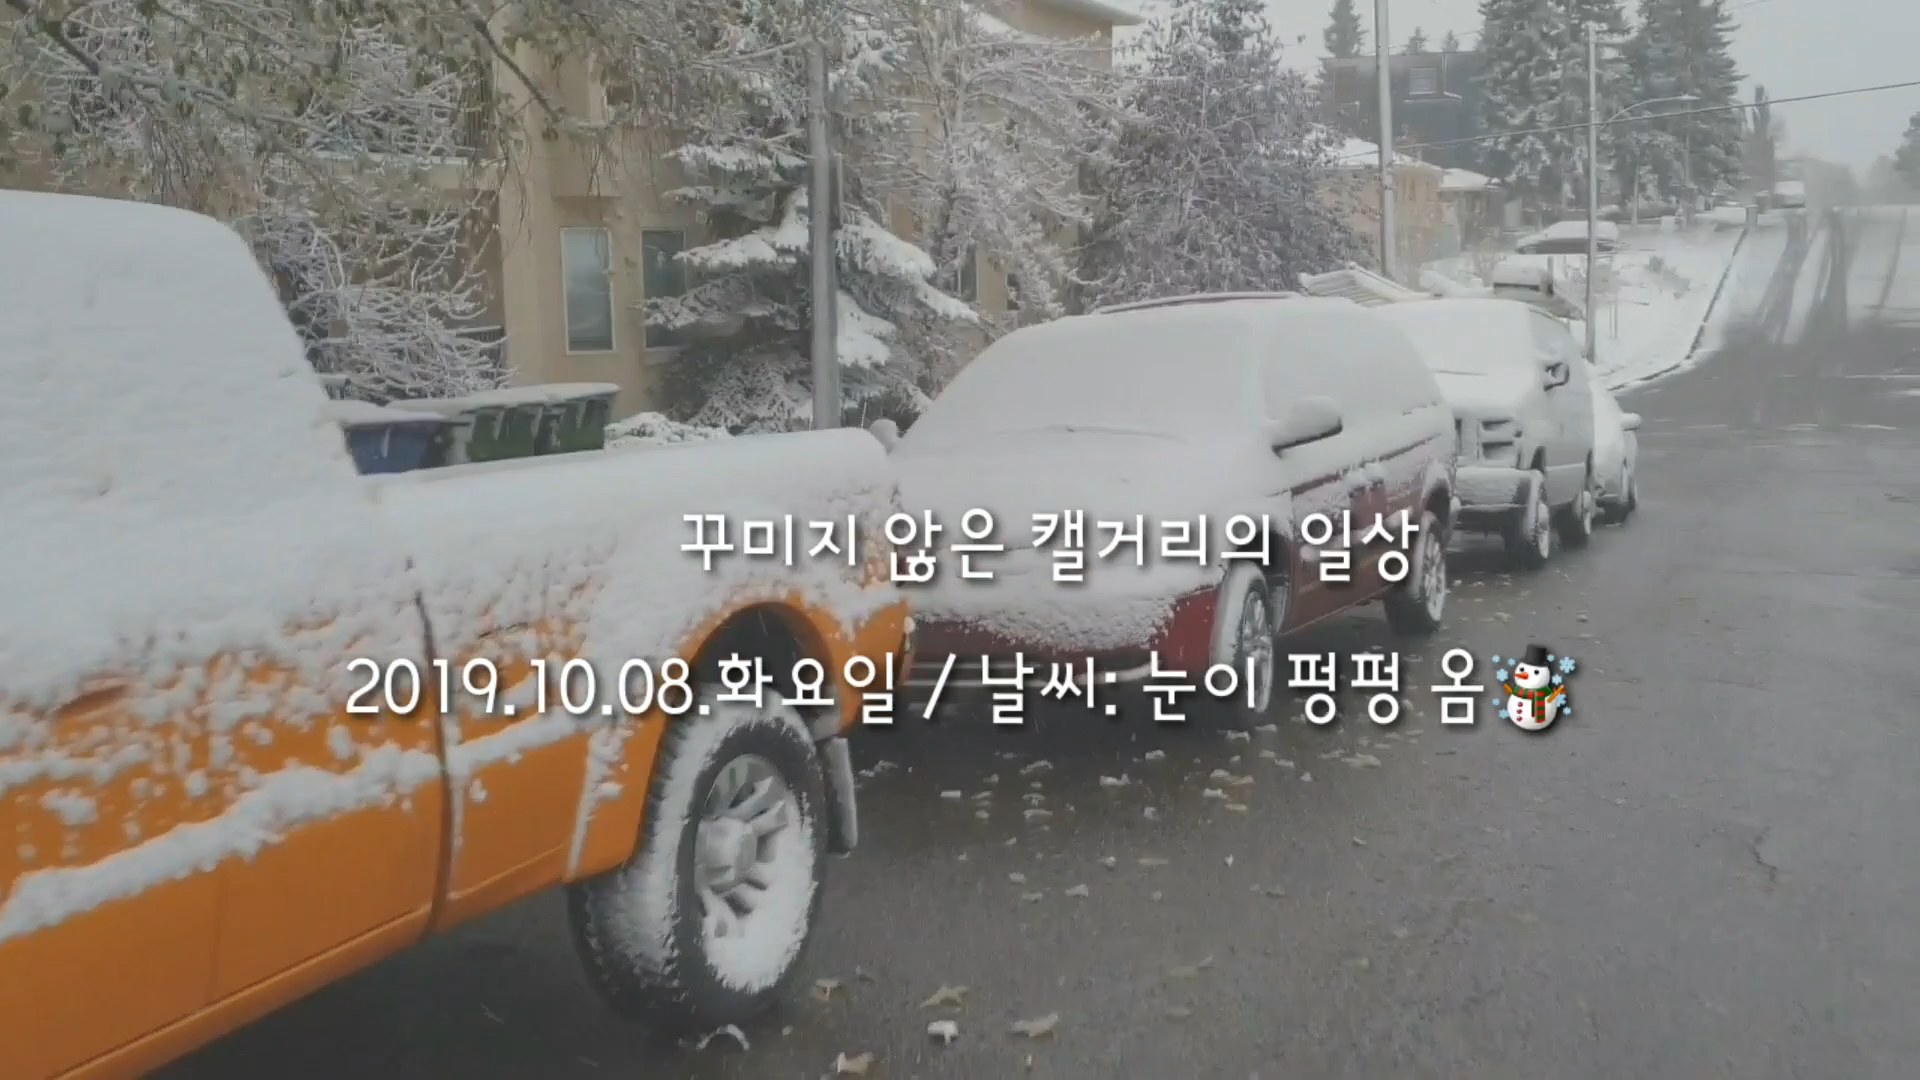 꾸미지 않은 캘거리의 일상
2019.10.08.화요일 / 날씨: 눈이 펑펑 옴☃️